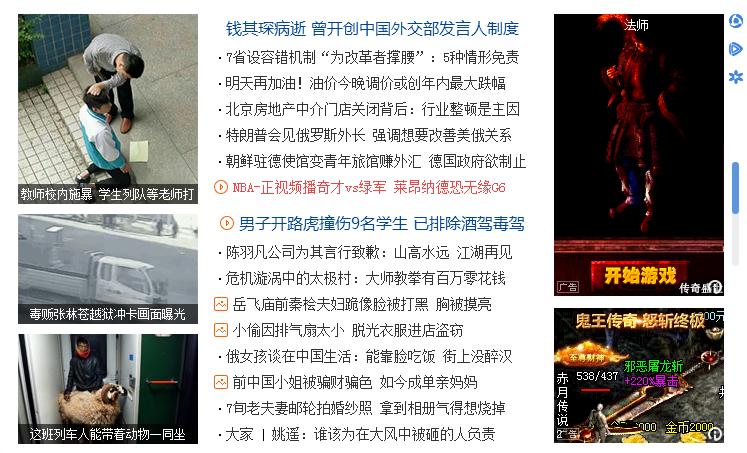 教师校内施暴 学生列队等老师打
毒贩张林苍越狱冲卡画面曝光
这班列车人能带着动物一同坐
钱其琛病逝 曾开创中国外交部发言人制度
7省设容错机制“为改革者撑腰”：5种情形免责
明天再加油！油价今晚调价或创年内最大跌幅
北京房地产中介门店关闭背后：行业整顿是主因
特朗普会见俄罗斯外长 强调想要改善美俄关系
朝鲜驻德使馆变青年旅馆赚外汇 德国政府欲制止
NBA-正视频播奇才vs绿军 莱昂纳德恐无缘G6
男子开路虎撞伤9名学生 已排除酒驾毒驾
陈羽凡公司为其言行致歉：山高水远 江湖再见
危机漩涡中的太极村：大师教拳有百万零花钱
岳飞庙前秦桧夫妇跪像脸被打黑 胸被摸亮
小偷因排气扇太小 脱光衣服进店盗窃
俄女孩谈在中国生活：能靠脸吃饭 街上没醉汉
前中国小姐被骗财骗色 如今成单亲妈妈
7旬老夫妻邮轮拍婚纱照 拿到相册气得想烧掉
大家 | 姚遥：谁该为在大风中被砸的人负责
法师
开始游戏
广告
传奇盛世
鬼王传奇 怒斩终极
00元
至尊财神
538/437
邪恶屠龙斩
+220%暴击
赤月传说
金币2000
广告